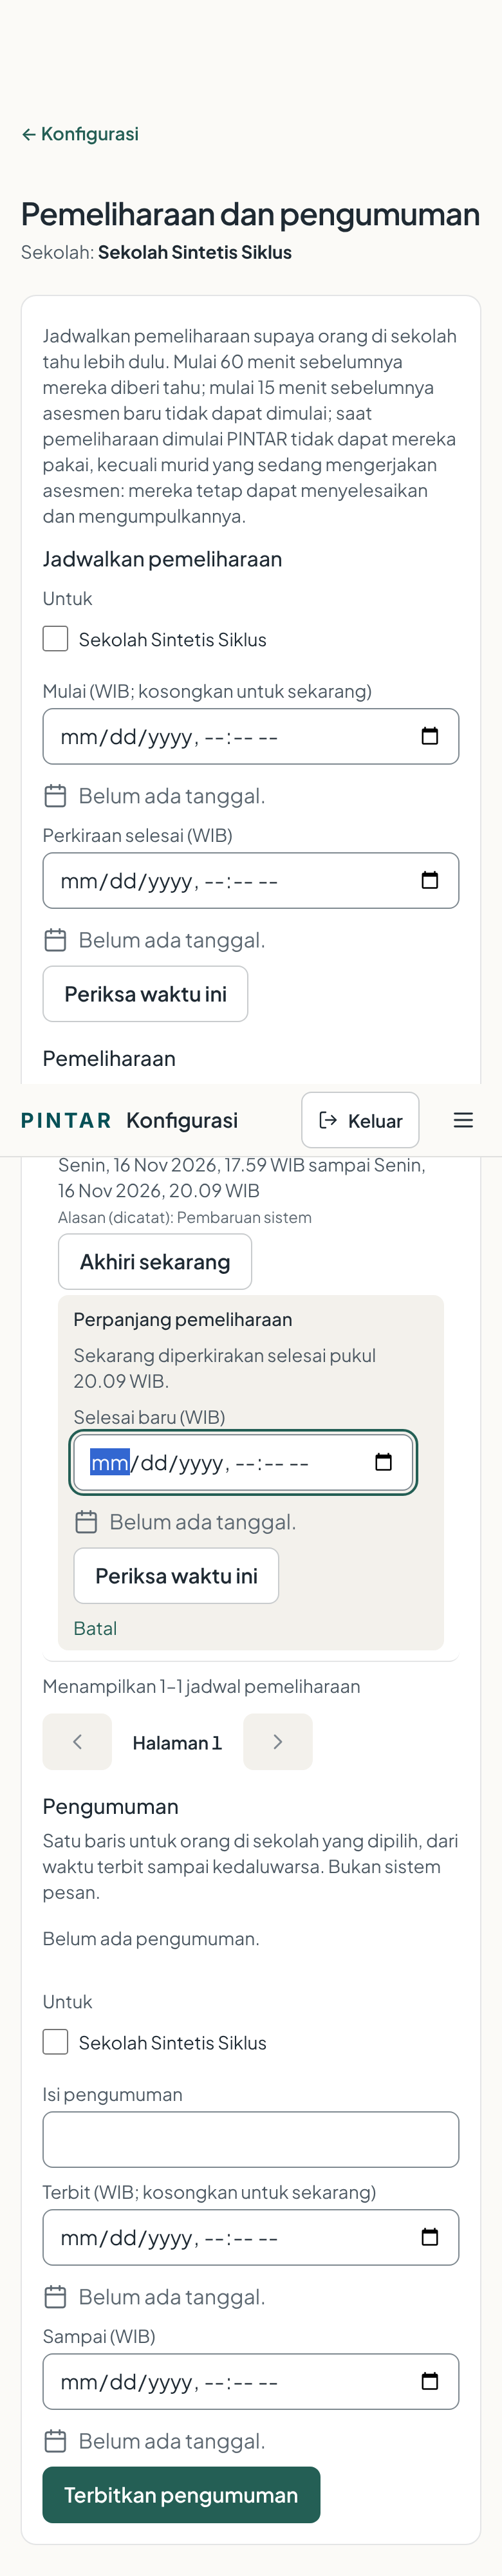 ← Konfigurasi
Pemeliharaan dan pengumuman
Sekolah: Sekolah Sintetis Siklus
Jadwalkan pemeliharaan supaya orang di sekolah
tahu lebih dulu. Mulai 60 menit sebelumnya
mereka diberi tahu; mulai 15 menit sebelumnya
asesmen baru tidak dapat dimulai; saat
pemeliharaan dimulai PINTAR tidak dapat mereka
pakai, kecuali murid yang sedang mengerjakan
asesmen: mereka tetap dapat menyelesaikan
dan mengumpulkannya.
Jadwalkan pemeliharaan
Untuk
Sekolah Sintetis Siklus
Mulai (WIB; kosongkan untuk sekarang)
mm/dd/yyyy, --:-- --
Belum ada tanggal.
Perkiraan selesai (WIB)
mm/dd/yyyy, --:-- --
Belum ada tanggal.
Periksa waktu ini
Pemeliharaan
PINTAR Konfigurasi Keluar
Senin, 16 Nov 2026, 17.59 WIB sampai Senin,
16 Nov 2026, 20.09 WIB
Alasan (dicatat): Pembaruan sistem
Akhiri sekarang
Perpanjang pemeliharaan
Sekarang diperkirakan selesai pukul
20.09 WIB.
Selesai baru (WIB)
mm/dd/yyyy, --:-- --
Belum ada tanggal.
Periksa waktu ini
Batal
Menampilkan 1–1 jadwal pemeliharaan
Halaman 1
Pengumuman
Satu baris untuk orang di sekolah yang dipilih, dari
waktu terbit sampai kedaluwarsa. Bukan sistem
pesan.
Belum ada pengumuman.
Untuk
Sekolah Sintetis Siklus
Isi pengumuman
Terbit (WIB; kosongkan untuk sekarang)
mm/dd/yyyy, --:-- --
Belum ada tanggal.
Sampai (WIB)
mm/dd/yyyy, --:-- --
Belum ada tanggal.
Terbitkan pengumuman